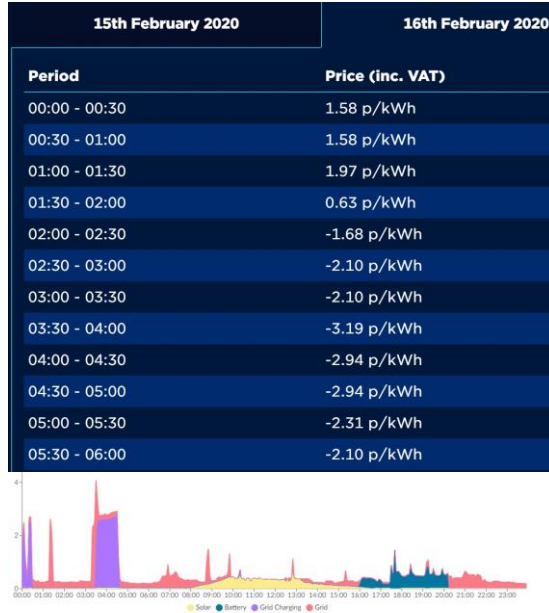 15th February 2020 16th February 2020
Period Price (inc. VAT)
00:00 - 00:30 1.58 p/kWh
00:30 - 01:00 1.58 p/kWh
01:00 - 01:30 1.97 p/kWh
01:30 - 02:00 0.63 p/kWh
02:00 - 02:30 -1.68 p/kWh
02:30 - 03:00 -2.10 p/kWh
03:00 - 03:30 -2.10 p/kWh
03:30 - 04:00 -3.19 p/kWh
04:00 - 04:30 -2.94 p/kWh
04:30 - 05:00 -2.94 p/kWh
05:00 - 05:30 -2.31 p/kWh
05:30 - 06:00 -2.10 p/kWh
4
2
0
00:00 01:00 02:00 03:00 04:00 05:00 06:00 07:00 08:00 09:00 10:00 11:00 12:00 13:00 14:00 15:00 16:00 17:00 18:00 19:00 20:00 21:00 22:00 23:00
Solar Battery Grid Charging Grid